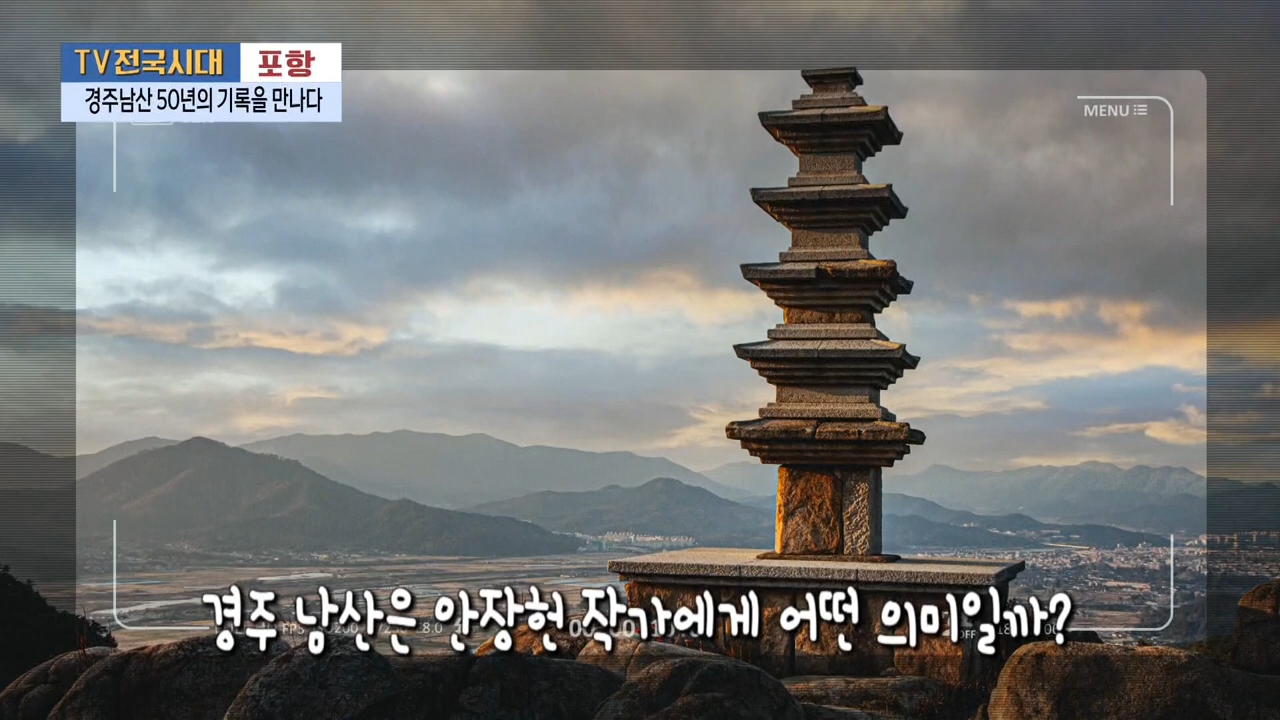 TV전국시대 포항
경주남산 50년의 기록을 만나다
MENU
경주 남산은 안장헌 작가에게 어떤 의미일까?
OFF